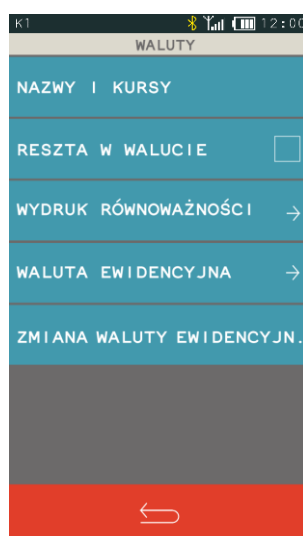 K1 12:00
WALUTY
NAZWY I KURSY
RESZTA W WALUCIE
WYDRUK RÓWNOWAŻNOŚCI
WALUTA EWIDENCYJNA
ZMIANA WALUTY EWIDENCYJN.